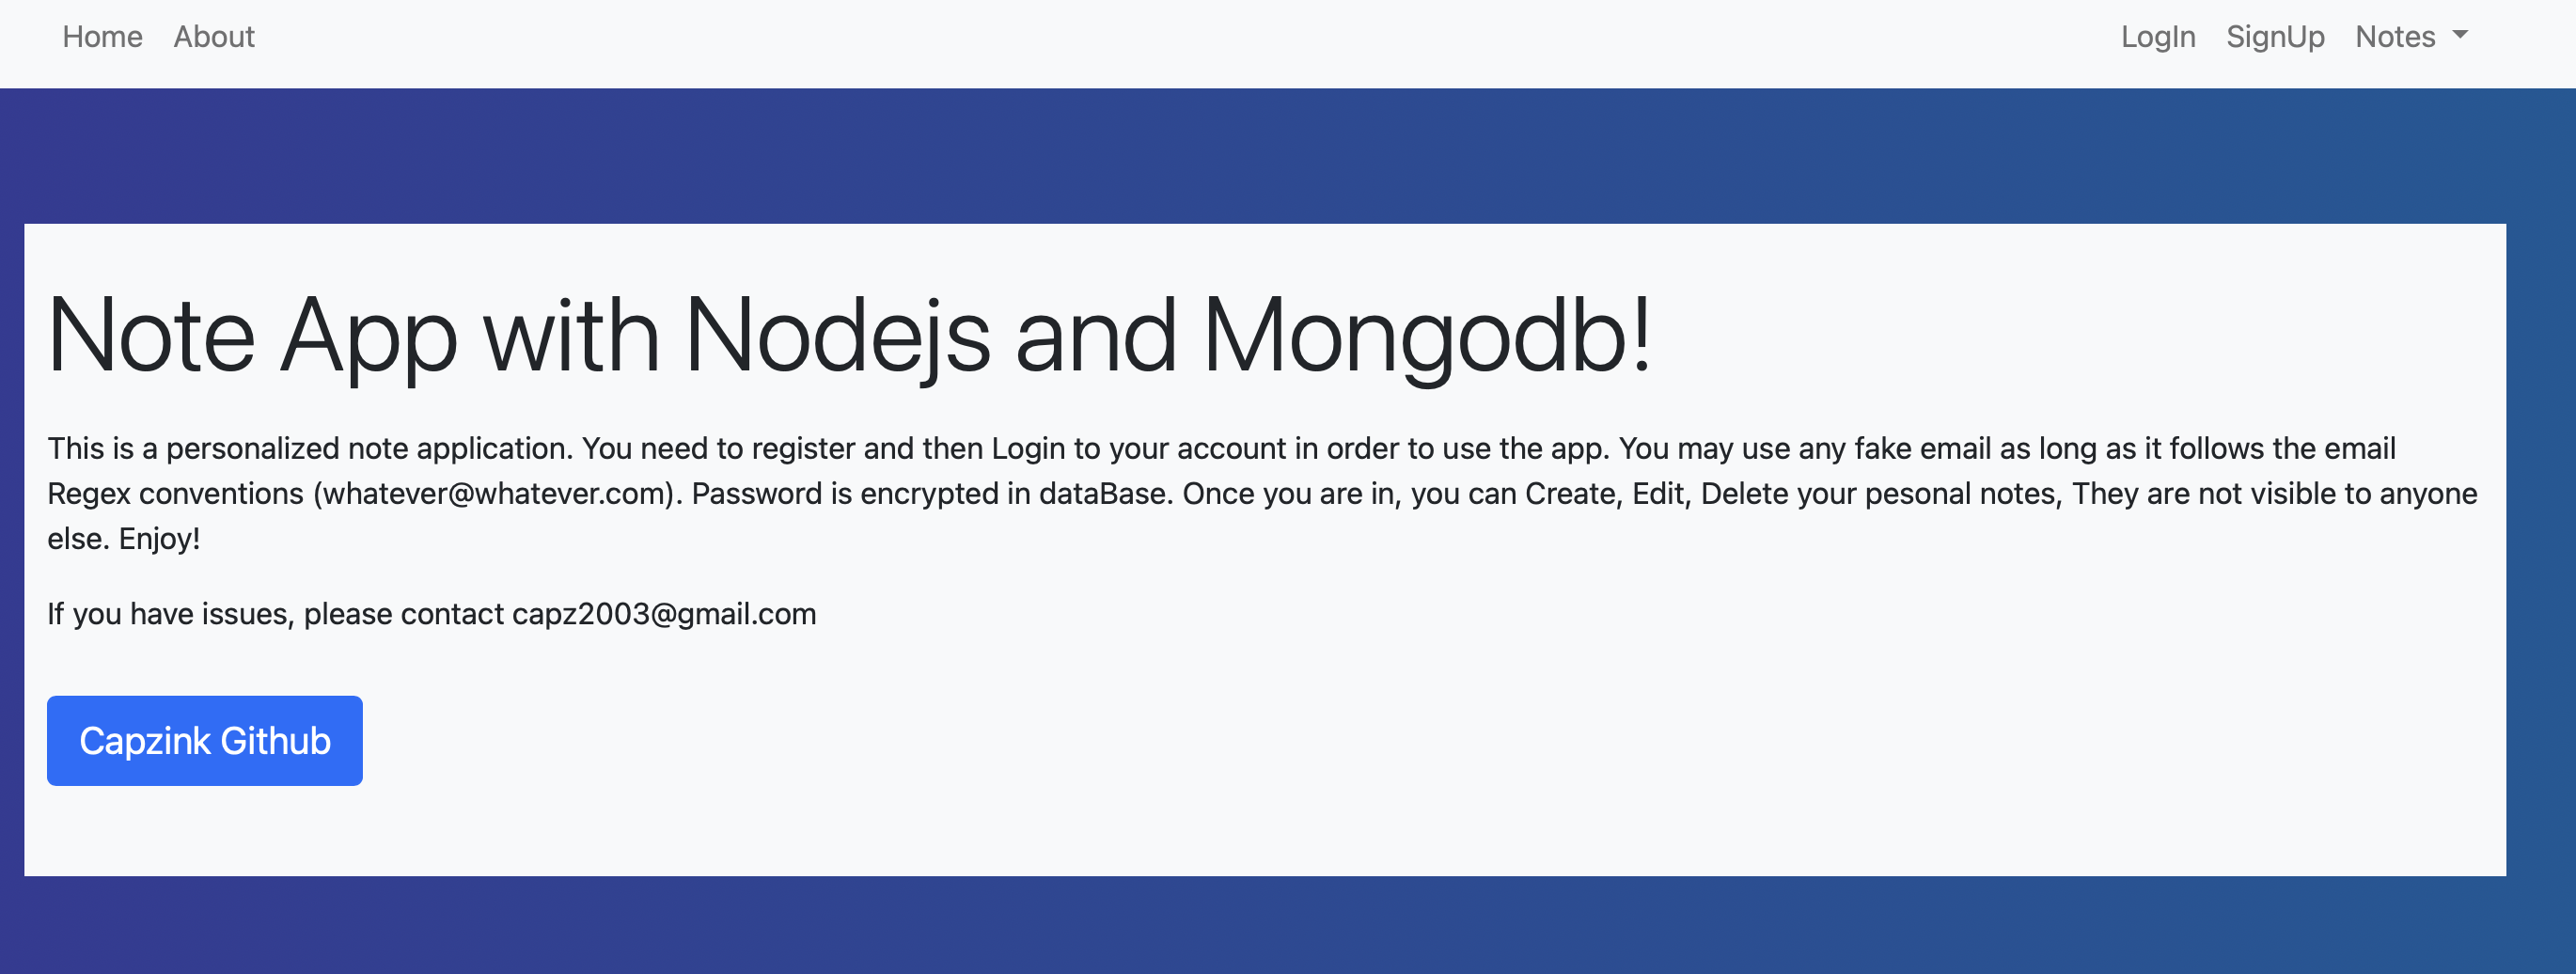 Home About LogIn SignUp Notes
Note App with Nodejs and Mongodb!
This is a personalized note application. You need to register and then Login to your account in order to use the app. You may use any fake email as long as it follows the email
Regex conventions (whatever@whatever.com). Password is encrypted in dataBase. Once you are in, you can Create, Edit, Delete your pesonal notes, They are not visible to anyone
else. Enjoy!
If you have issues, please contact capz2003@gmail.com
Capzink Github